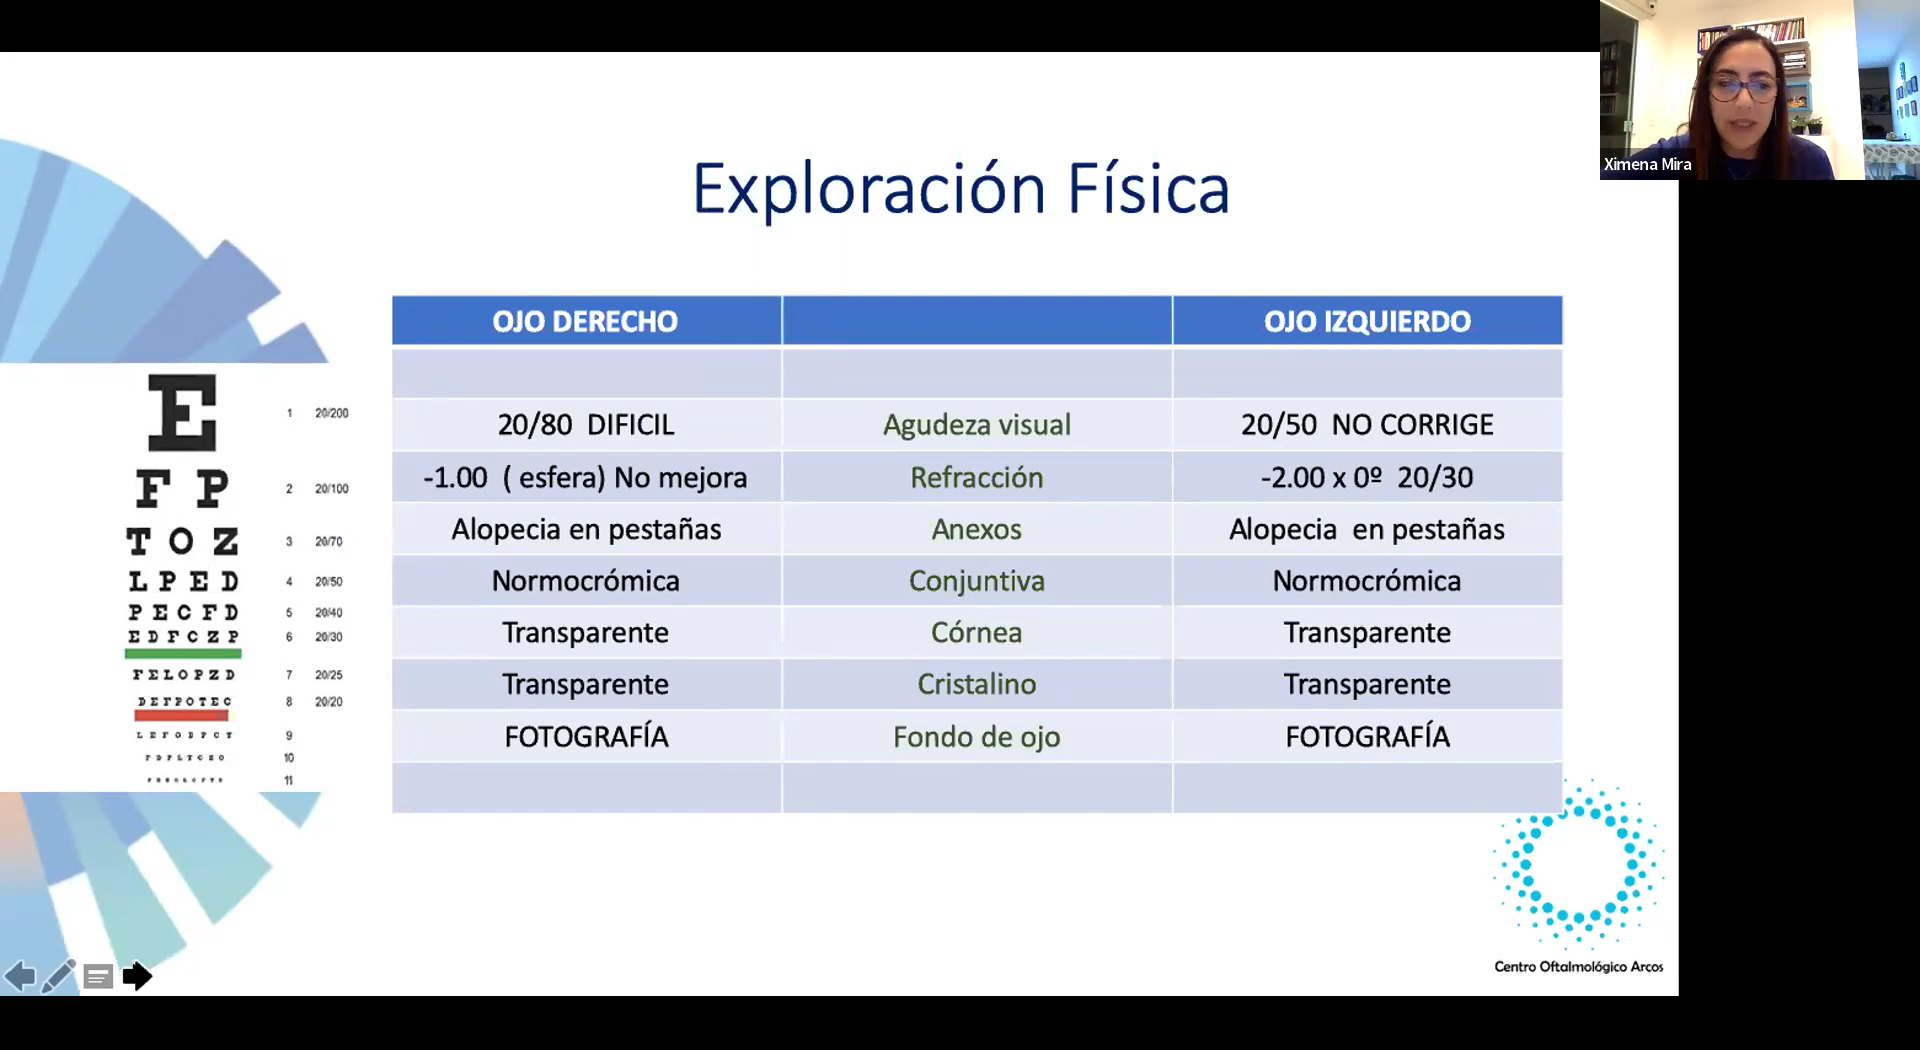 Ximena Mira
Exploración Física
OJO DERECHO OJO IZQUIERDO
20/80 DIFICIL Agudeza visual 20/50 NO CORRIGE
-1.00 ( esfera) No mejora Refracción -2.00 x 0º 20/30
Alopecia en pestañas Anexos Alopecia en pestañas
Normocrómica Conjuntiva Normocrómica
Transparente Córnea Transparente
Transparente Cristalino Transparente
FOTOGRAFÍA Fondo de ojo FOTOGRAFÍA
E 1 20/200
F P 2 20/100
T O Z 3 20/70
L P E D 4 20/50
P E C F D 5 20/40
E D F C Z P 6 20/30
F E L O P Z D 7 20/25
D E F P O T E C 8 20/20
L E F O D P C T 9
10
11
Centro Oftalmológico Arcos